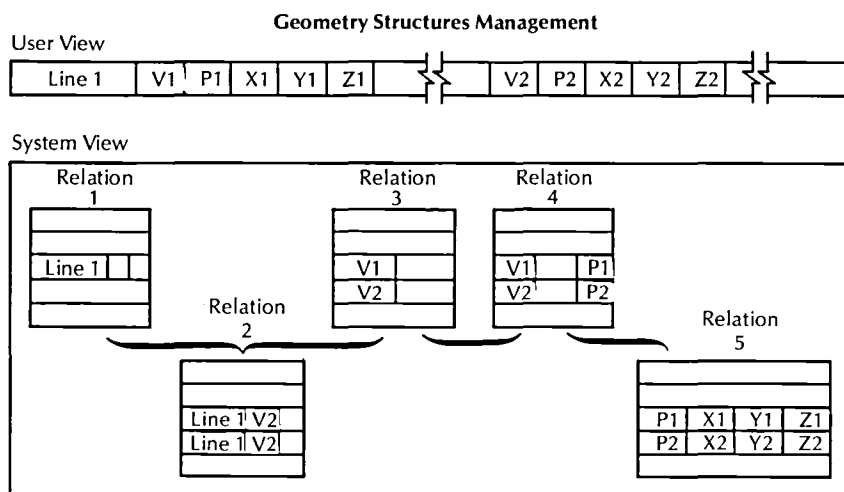 Geometry Structures Management
User View
Line 1 V1 P1 X1 Y1 Z1 V2 P2 X2 Y2 Z2
System View
Relation
1
Line 1
Relation
2
Line 1 V2
Line 1 V2
Relation
3
V1
V2
Relation
4
V1 P1
V2 P2
Relation
5
P1 X1 Y1 Z1
P2 X2 Y2 Z2